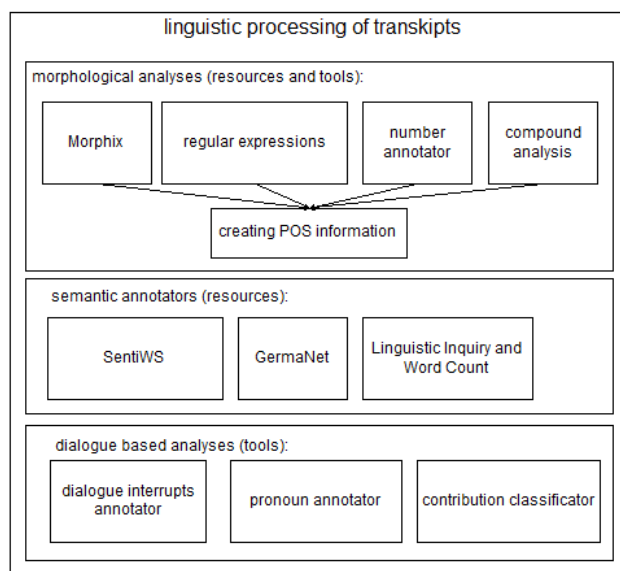 linguistic processing of transkipts
morphological analyses (resources and tools):
Morphix
regular expressions
number
annotator
compound
analysis
creating POS information
semantic annotators (resources):
SentiWS
GermaNet
Linguistic Inquiry and
Word Count
dialogue based analyses (tools):
dialogue interrupts
annotator
pronoun annotator
contribution classificator